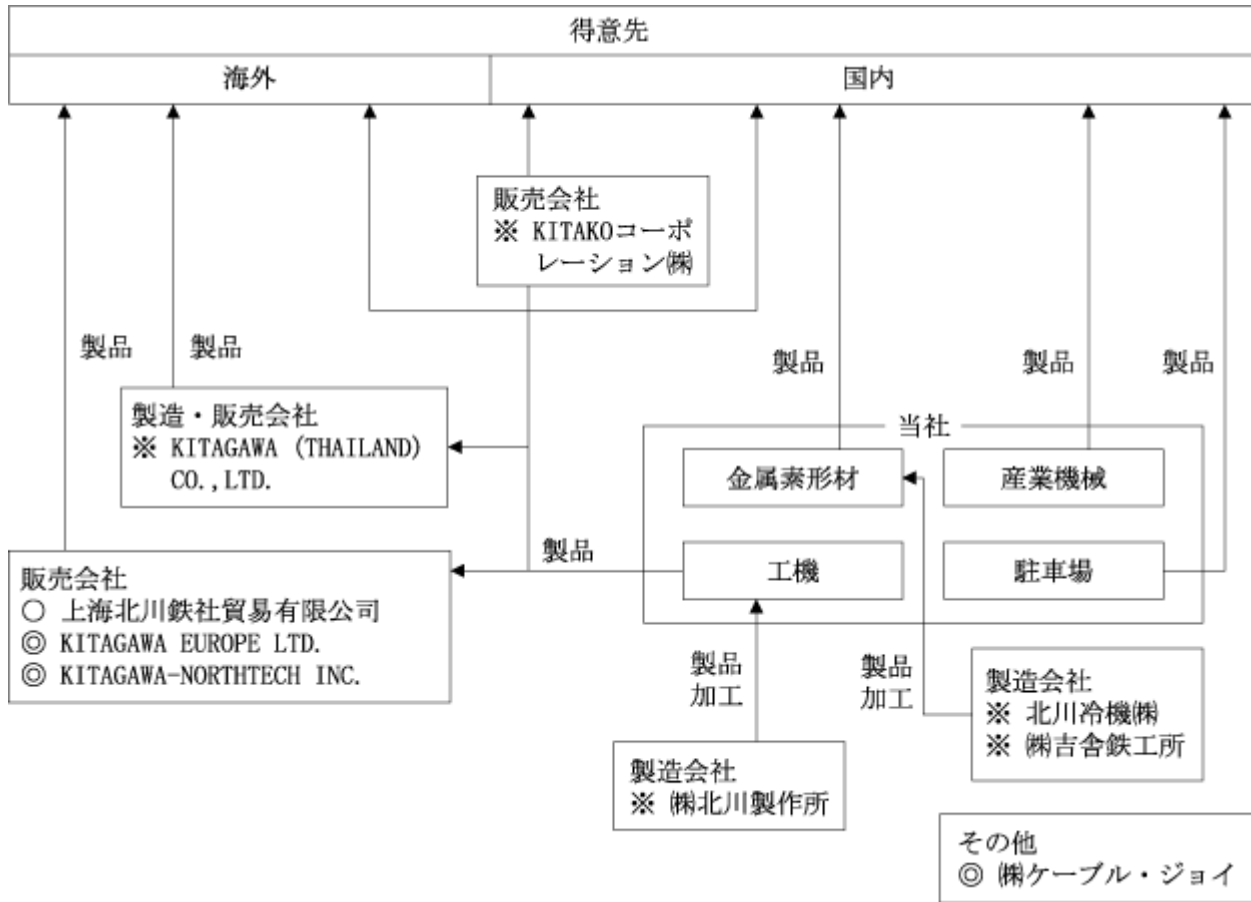 得意先
海外
国内
販売会社
※ KITAKOコーポ
レーション㈱
製品
製品
製品
製品
製品
製造・販売会社
※ KITAGAWA (THAILAND)
CO.,LTD.
当社
金属素形材
産業機械
製品
工機
駐車場
販売会社
○ 上海北川鉄社貿易有限公司
◎ KITAGAWA EUROPE LTD.
◎ KITAGAWA-NORTHTECH INC.
製品
加工
製品
加工
製造会社
※ 北川冷機㈱
※ ㈱吉舎鉄工所
製造会社
※ ㈱北川製作所
その他
◎ ㈱ケーブル・ジョイ